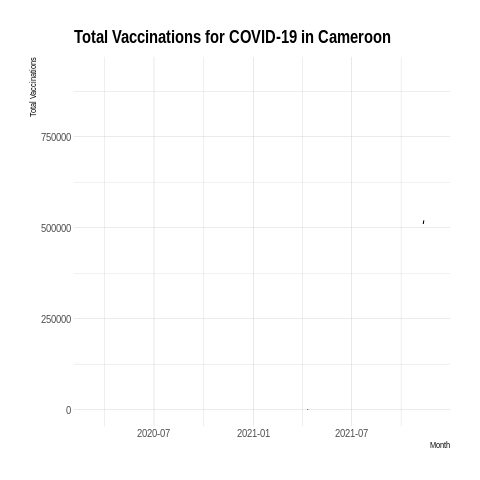 Total Vaccinations for COVID-19 in Cameroon
Total Vaccinations
750000
500000
250000
0
2020-07 2021-01 2021-07
Month